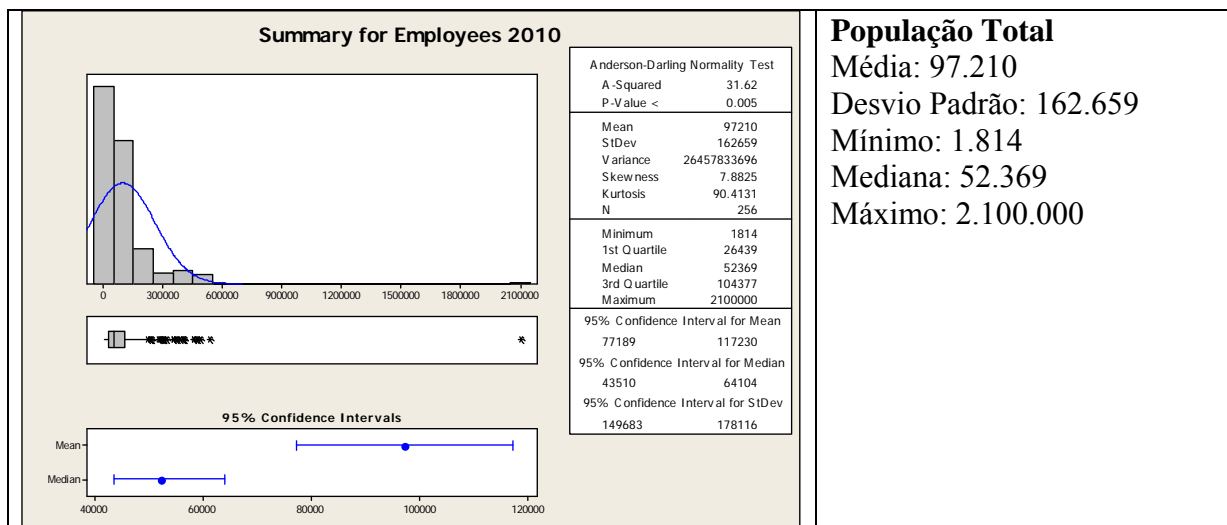 Summary for Employees 2010
0 300000 600000 900000 1200000 1500000 1800000 2100000
95% Confidence Intervals
Mean
Median
40000 60000 80000 100000 120000
Anderson-Darling Normality Test
A-Squared 31.62
P-Value < 0.005
Mean 97210
StDev 162659
Variance 26457833696
Skewness 7.8825
Kurtosis 90.4131
N 256
Minimum 1814
1st Quartile 26439
Median 52369
3rd Quartile 104377
Maximum 2100000
95% Confidence Interval for Mean
77189 117230
95% Confidence Interval for Median
43510 64104
95% Confidence Interval for StDev
149683 178116
População Total
Média: 97.210
Desvio Padrão: 162.659
Mínimo: 1.814
Mediana: 52.369
Máximo: 2.100.000